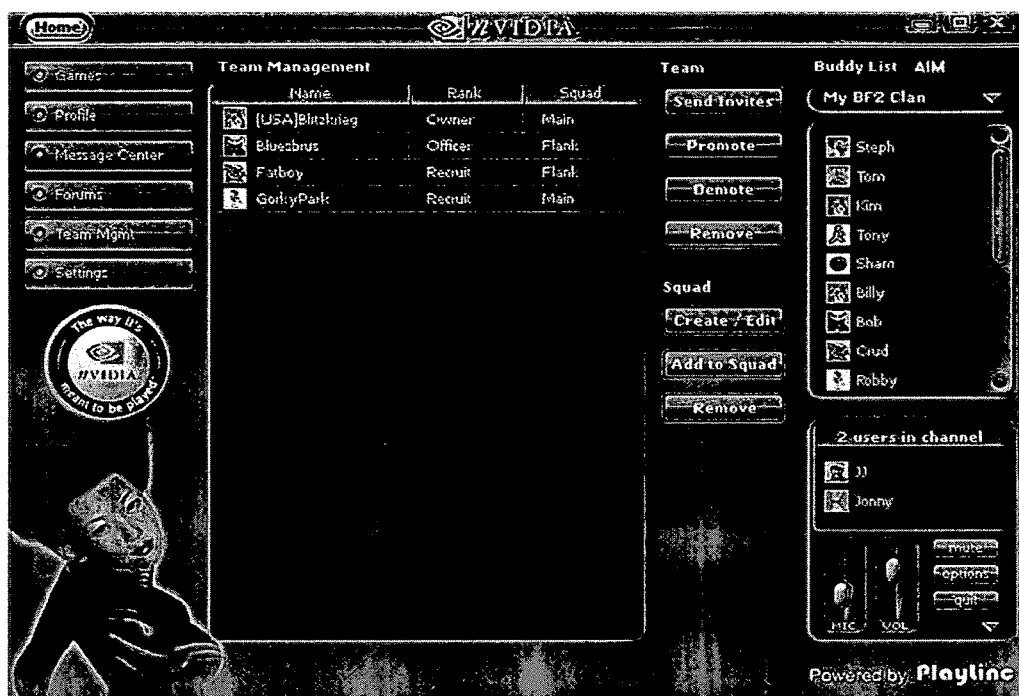 Home
NVIDIA
Games
Profile
Message Center
Forums
Team Mgmt
Settings
The way it's
NVIDIA
meant to be played
Team Management
Name Rank Squad
[USA]Blitzkrieg Owner Main
Bluesbrus Officer Flank
Fatboy Recruit Flank
GorkyPark Recruit Main
Team
Send Invites
Promote
Demote
Remove
Squad
Create / Edit
Add to Squad
Remove
Buddy List AIM
My BF2 Clan
Steph
Tom
Kim
Tony
Sharn
Billy
Bob
Crud
Robby
2 users in channel
JJ
Jonny
mute
options
quit
MIC VOL
Powered by Playlinc